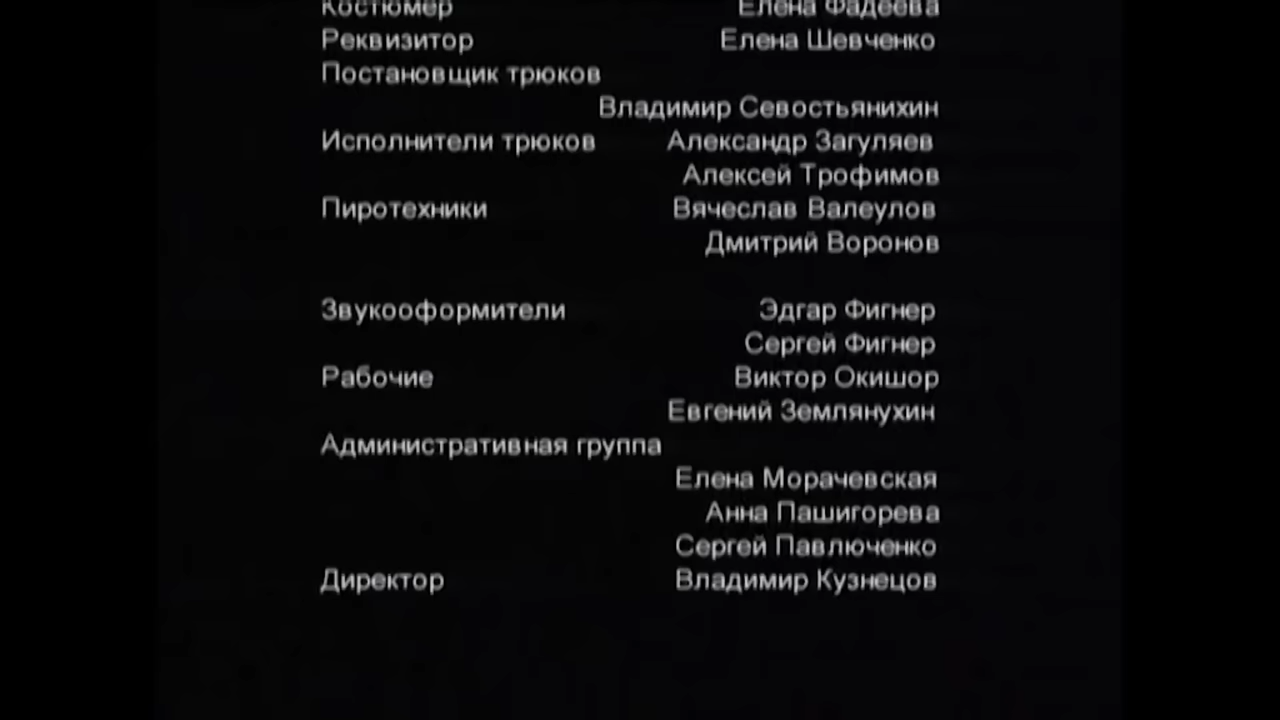 Костюмер Елена Фадеева
Реквизитор Елена Шевченко
Постановщик трюков
Владимир Севостьянихин
Исполнители трюков Александр Загуляев
Алексей Трофимов
Пиротехники Вячеслав Валеулов
Дмитрий Воронов
Звукооформители Эдгар Фигнер
Сергей Фигнер
Рабочие Виктор Окишор
Евгений Землянухин
Административная группа
Елена Морачевская
Анна Пашигорева
Сергей Павлюченко
Директор Владимир Кузнецов